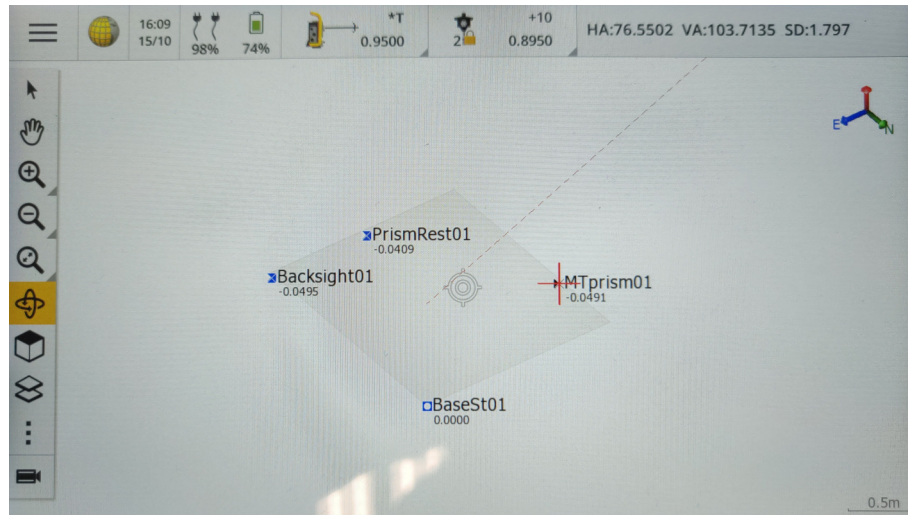 16:09
15/10
98%
74%
*T
0.9500
+10
2
0.8950
HA:76.5502 VA:103.7135 SD:1.797
E
N
PrismRest01
-0.0409
Backsight01
-0.0495
MTprism01
-0.0491
BaseSt01
0.0000
0.5m